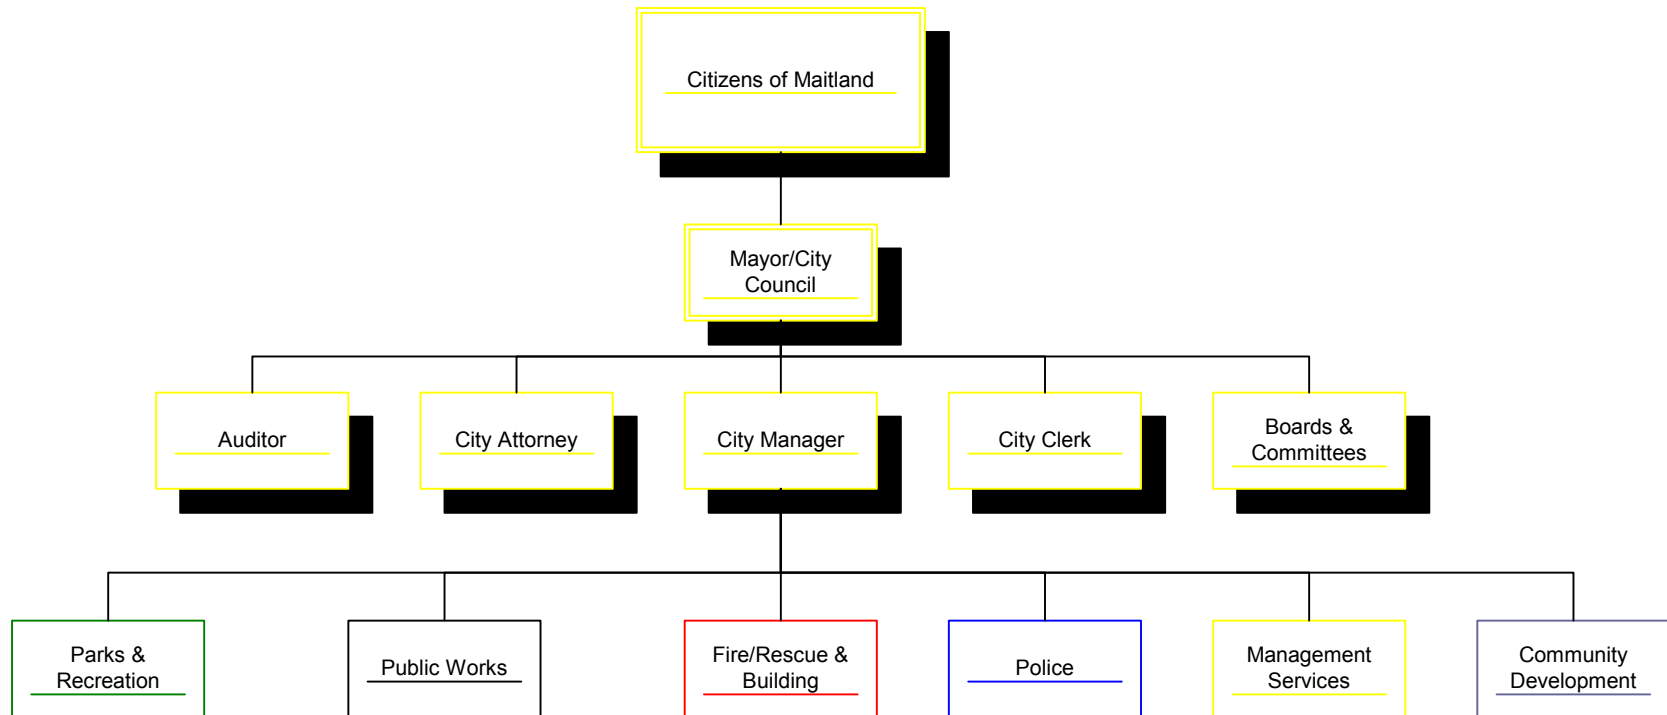 Citizens of Maitland
Mayor/City
Council
Auditor
City Attorney
City Manager
City Clerk
Boards &
Committees
Parks &
Recreation
Public Works
Fire/Rescue &
Building
Police
Management
Services
Community
Development